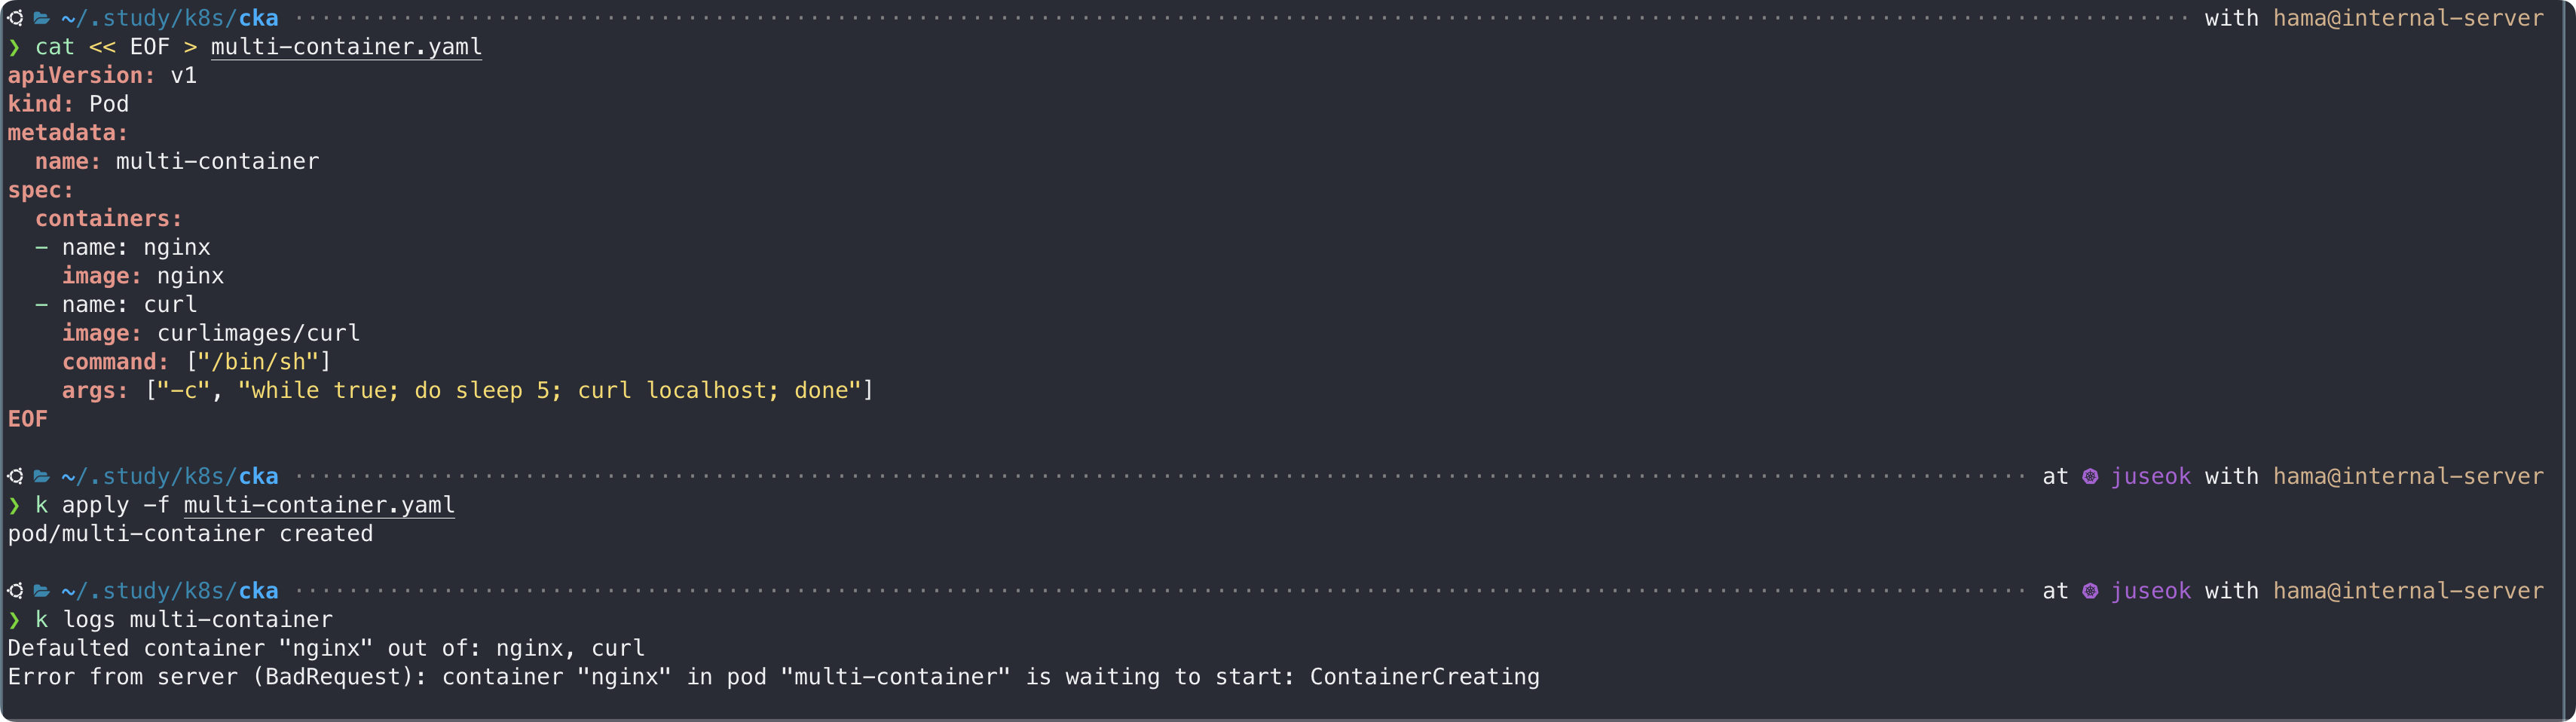 ~/.study/k8s/cka with hama@internal-server
❯ cat << EOF > multi-container.yaml
apiVersion: v1
kind: Pod
metadata:
  name: multi-container
spec:
  containers:
  - name: nginx
    image: nginx
  - name: curl
    image: curlimages/curl
    command: ["/bin/sh"]
    args: ["-c", "while true; do sleep 5; curl localhost; done"]
EOF
~/.study/k8s/cka at juseok with hama@internal-server
❯ k apply -f multi-container.yaml
pod/multi-container created
~/.study/k8s/cka at juseok with hama@internal-server
❯ k logs multi-container
Defaulted container "nginx" out of: nginx, curl
Error from server (BadRequest): container "nginx" in pod "multi-container" is waiting to start: ContainerCreating